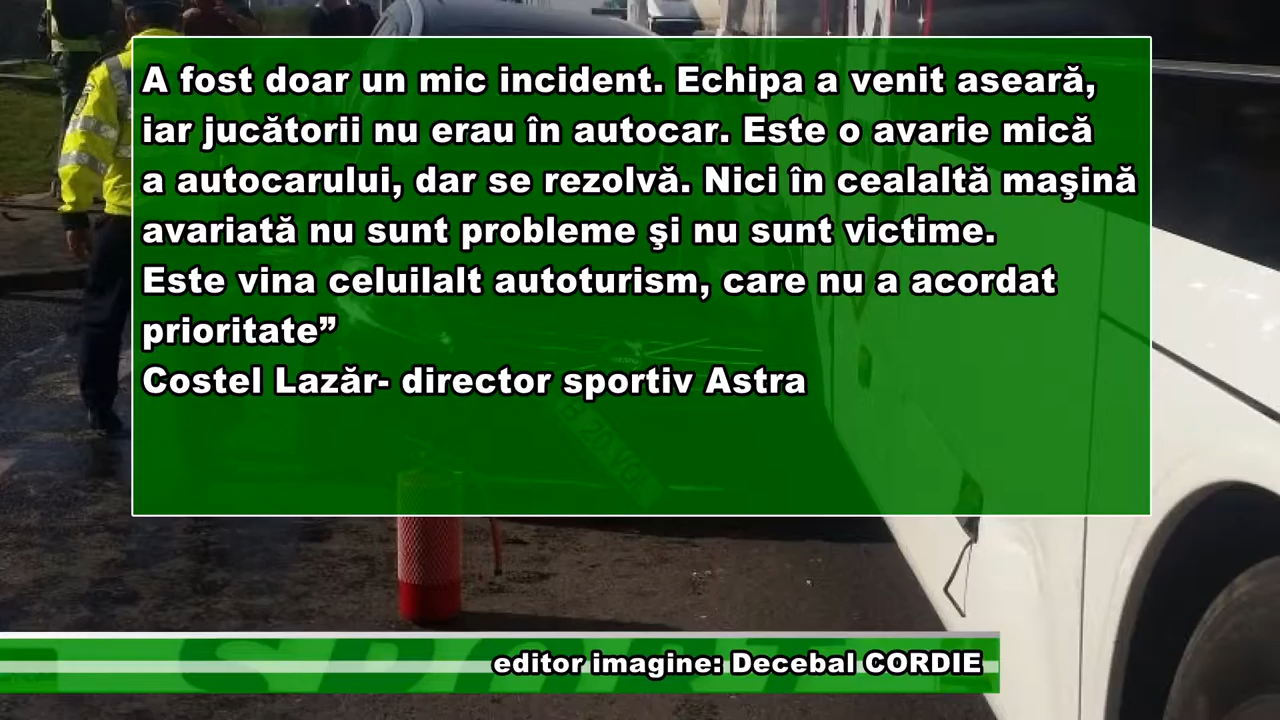 A fost doar un mic incident. Echipa a venit aseară,
iar jucătorii nu erau în autocar. Este o avarie mică
a autocarului, dar se rezolvă. Nici în cealaltă maşină
avariată nu sunt probleme şi nu sunt victime.
Este vina celuilalt autoturism, care nu a acordat
prioritate”
Costel Lazăr- director sportiv Astra
SPORT
editor imagine: Decebal CORDIE